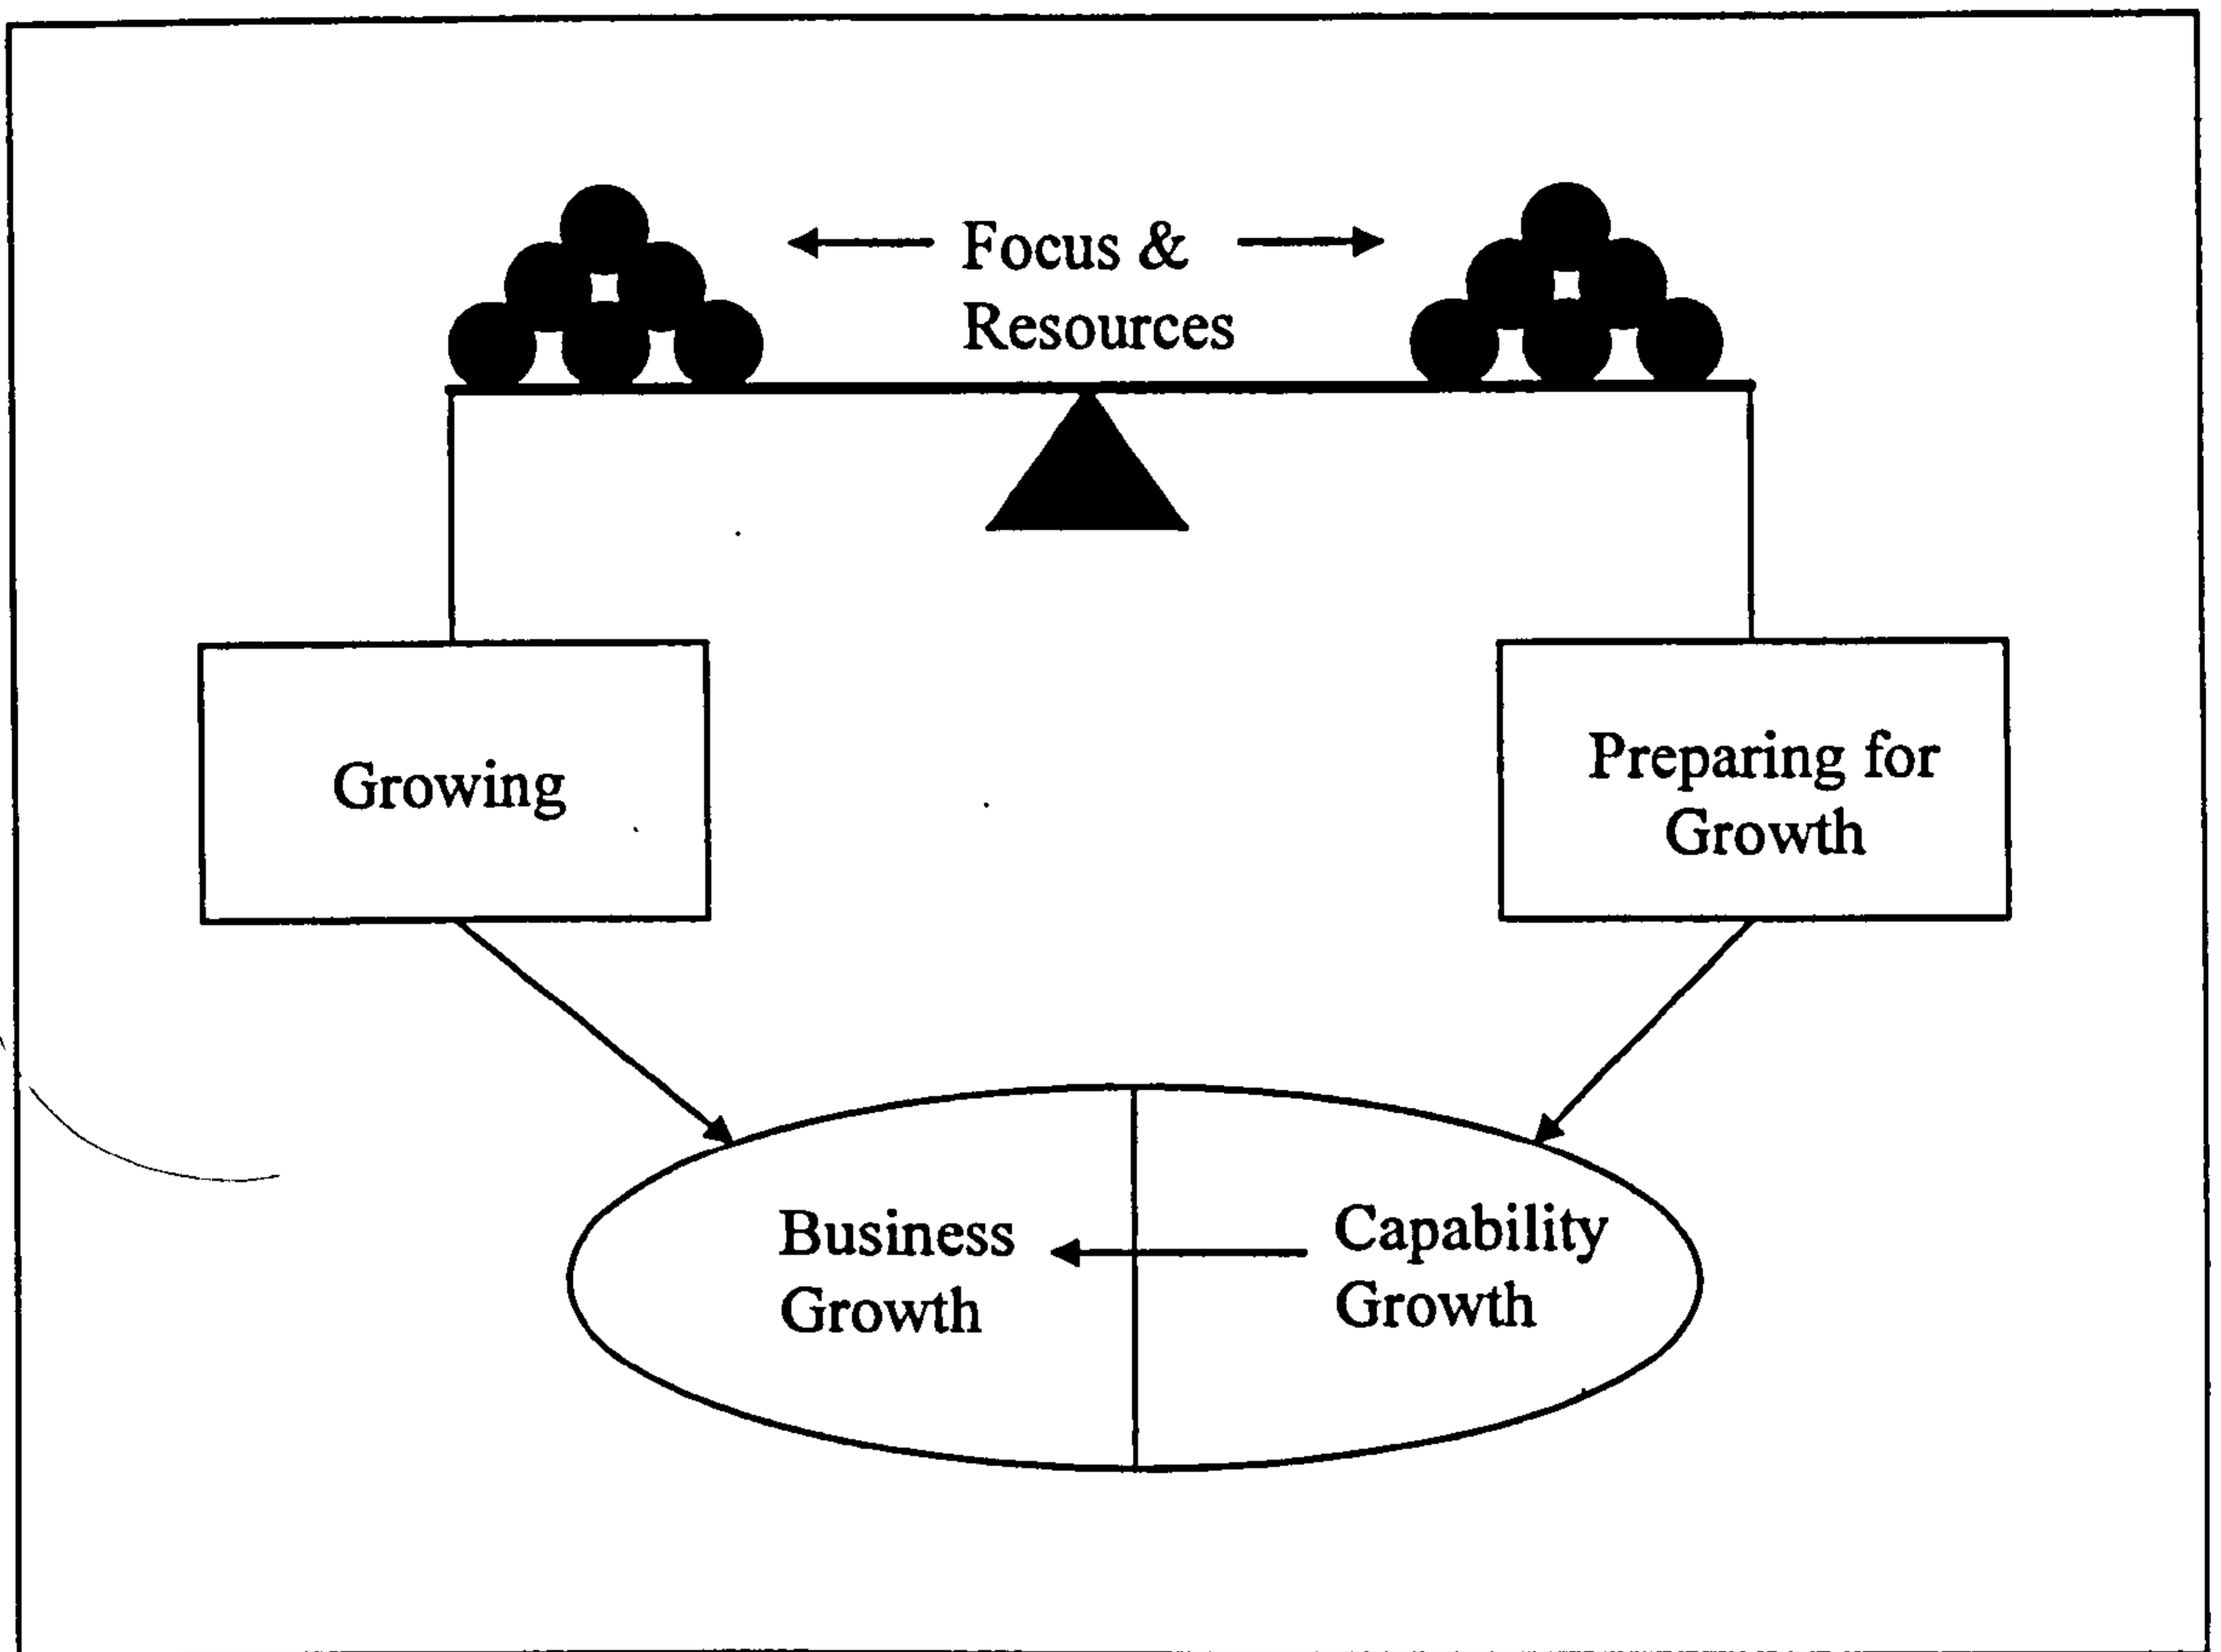 Focus &
Resources
Growing
Preparing for
Growth
Business
Growth
Capability
Growth